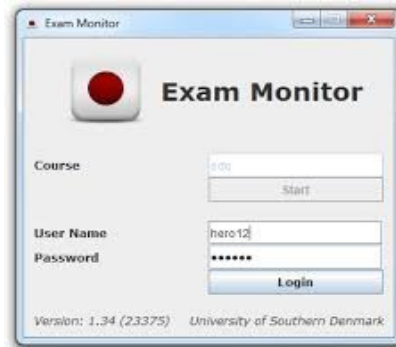 Exam Monitor
Exam Monitor
Course
edu
Start
User Name hero12
Password ••••••
Login
Version: 1.34 (23375) University of Southern Denmark